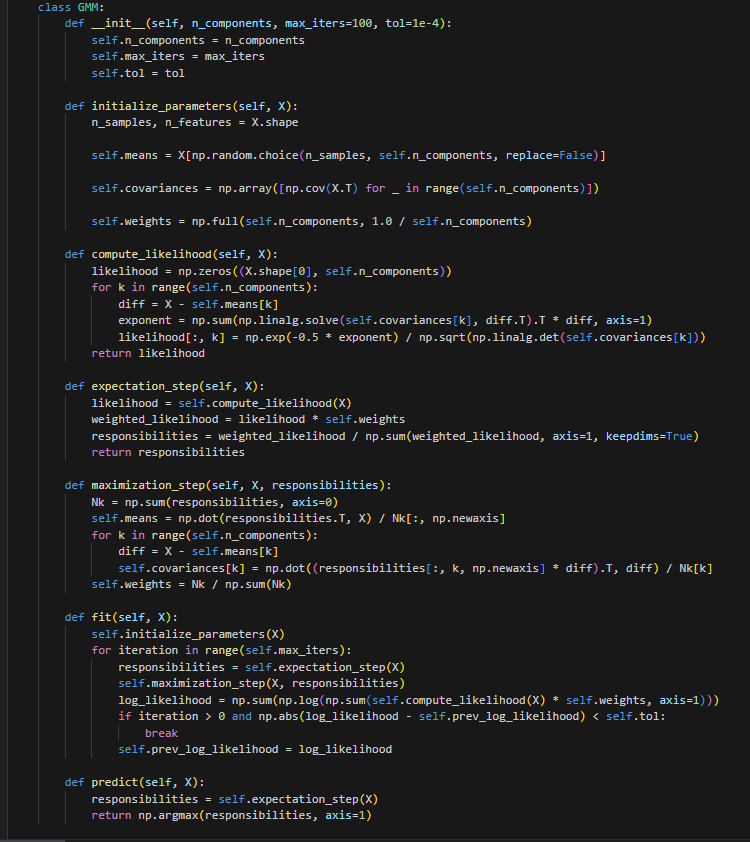 class GMM:
    def __init__(self, n_components, max_iters=100, tol=1e-4):
        self.n_components = n_components
        self.max_iters = max_iters
        self.tol = tol

    def initialize_parameters(self, X):
        n_samples, n_features = X.shape

        self.means = X[np.random.choice(n_samples, self.n_components, replace=False)]

        self.covariances = np.array([np.cov(X.T) for _ in range(self.n_components)])

        self.weights = np.full(self.n_components, 1.0 / self.n_components)

    def compute_likelihood(self, X):
        likelihood = np.zeros((X.shape[0], self.n_components))
        for k in range(self.n_components):
            diff = X - self.means[k]
            exponent = np.sum(np.linalg.solve(self.covariances[k], diff.T).T * diff, axis=1)
            likelihood[:, k] = np.exp(-0.5 * exponent) / np.sqrt(np.linalg.det(self.covariances[k]))
        return likelihood

    def expectation_step(self, X):
        likelihood = self.compute_likelihood(X)
        weighted_likelihood = likelihood * self.weights
        responsibilities = weighted_likelihood / np.sum(weighted_likelihood, axis=1, keepdims=True)
        return responsibilities

    def maximization_step(self, X, responsibilities):
        Nk = np.sum(responsibilities, axis=0)
        self.means = np.dot(responsibilities.T, X) / Nk[:, np.newaxis]
        for k in range(self.n_components):
            diff = X - self.means[k]
            self.covariances[k] = np.dot((responsibilities[:, k, np.newaxis] * diff).T, diff) / Nk[k]
        self.weights = Nk / np.sum(Nk)

    def fit(self, X):
        self.initialize_parameters(X)
        for iteration in range(self.max_iters):
            responsibilities = self.expectation_step(X)
            self.maximization_step(X, responsibilities)
            log_likelihood = np.sum(np.log(np.sum(self.compute_likelihood(X) * self.weights, axis=1)))
            if iteration > 0 and np.abs(log_likelihood - self.prev_log_likelihood) < self.tol:
                break
            self.prev_log_likelihood = log_likelihood

    def predict(self, X):
        responsibilities = self.expectation_step(X)
        return np.argmax(responsibilities, axis=1)